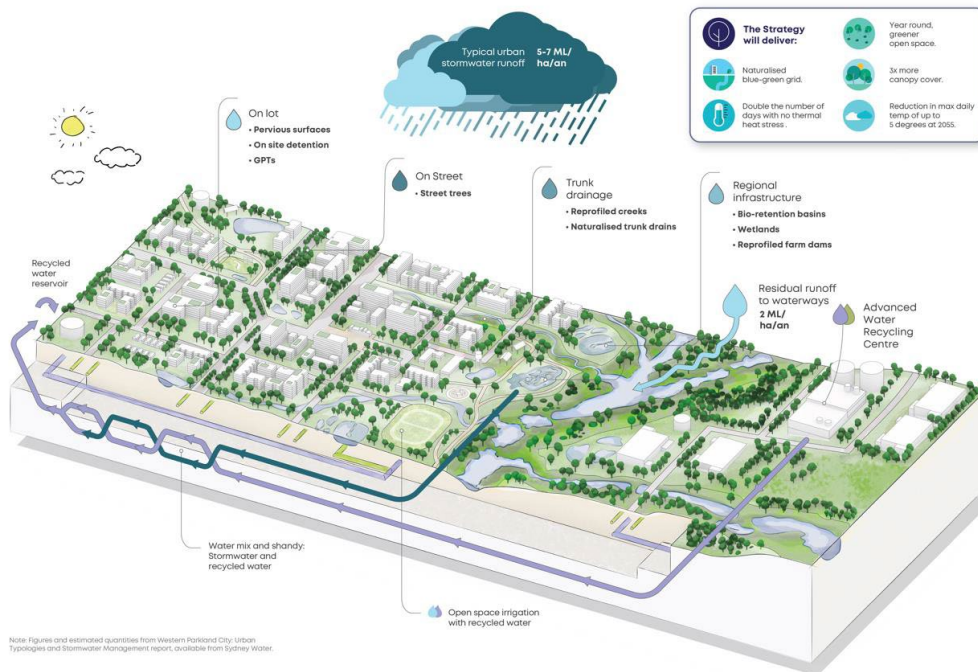 Typical urban
stormwater runoff
5-7 ML/
ha/an
The Strategy
will deliver:
Naturalised
blue-green grid.
Double the number of
days with no thermal
heat stress .
Year round,
greener
open space.
3x more
canopy cover.
Reduction in max daily
temp of up to
5 degrees at 2055.
On lot
• Pervious surfaces
• On site detention
• GPTs
On Street
• Street trees
Trunk
drainage
• Reprofiled creeks
• Naturalised trunk drains
Regional
infrastructure
• Bio-retention basins
• Wetlands
• Reprofiled farm dams
Recycled
water
reservoir
Residual runoff
to waterways
2 ML/
ha/an
Advanced
Water
Recycling
Centre
Water mix and shandy:
Stormwater and
recycled water
Open space irrigation
with recycled water
Note: Figures and estimated quantities from Western Parkland City: Urban
Typologies and Stormwater Management report, available from Sydney Water.